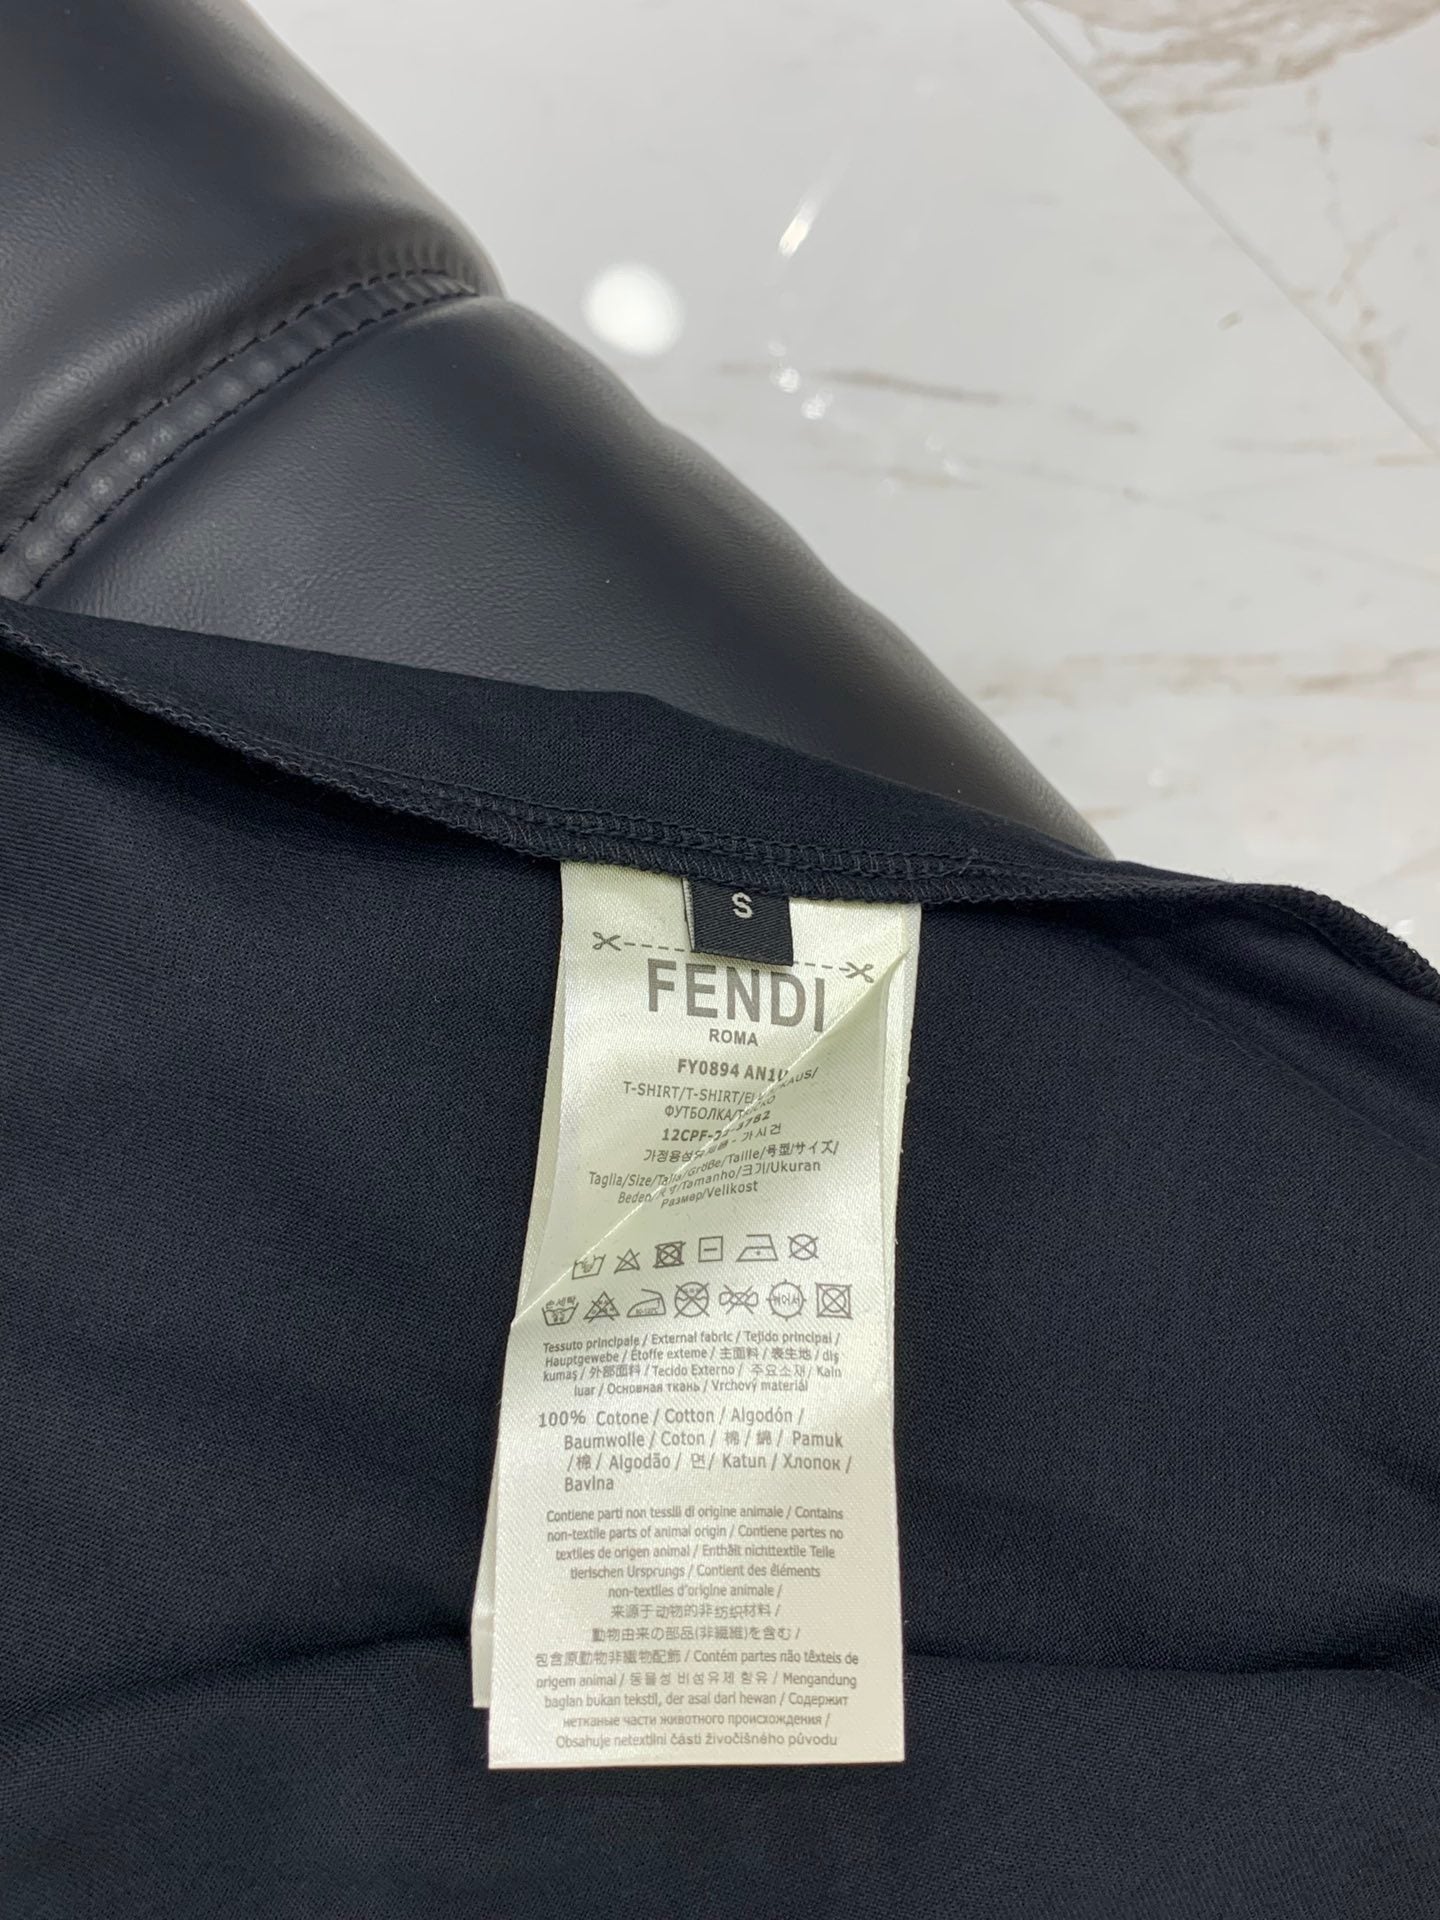 S
FENDI
ROMA
FY0894 AN1
T-SHIRT/T-SHIRT/
ФУТБОЛКА/
12CPF-
Taglia/Size/Talla/Größe/Taille/号型/サイズ/
Beden/ /Tamanho/크기/Ukuran
Размер/Velikost
손세탁
Tessuto principale / External fabric / Tejido principal /
Hauptgewebe / Étoffe externe / 主面料 / 表生地 / dış
kumaş / 外部面料 / Tecido Externo / 주요소재/ Kain
luar / Основная ткань / Vrchový materiál
100% Cotone / Cotton / Algodón /
Baumwolle / Coton / 棉 / 綿 / Pamuk
/棉/ Algodão / 면/ Katun / Хлопок /
Bavlna
Contiene parti non tessili di origine animale / Contains
non-textile parts of animal origin / Contiene partes no
textiles de origen animal / Enthält nichttextile Teile
tierischen Ursprungs / Contient des éléments
non-textiles d'origine animale /
来源于动物的非纺织材料 /
動物由来の部品(非繊維)を含む /
包含原動物非織物配飾 / Contém partes não têxteis de
origem animal / 동물성 비섬유제 함유 / Mengandung
bagian bukan tekstil, der asal dari hewan / Содержит
нетканые части животного происхождения /
Obsahuje netextilní části živočišného původu